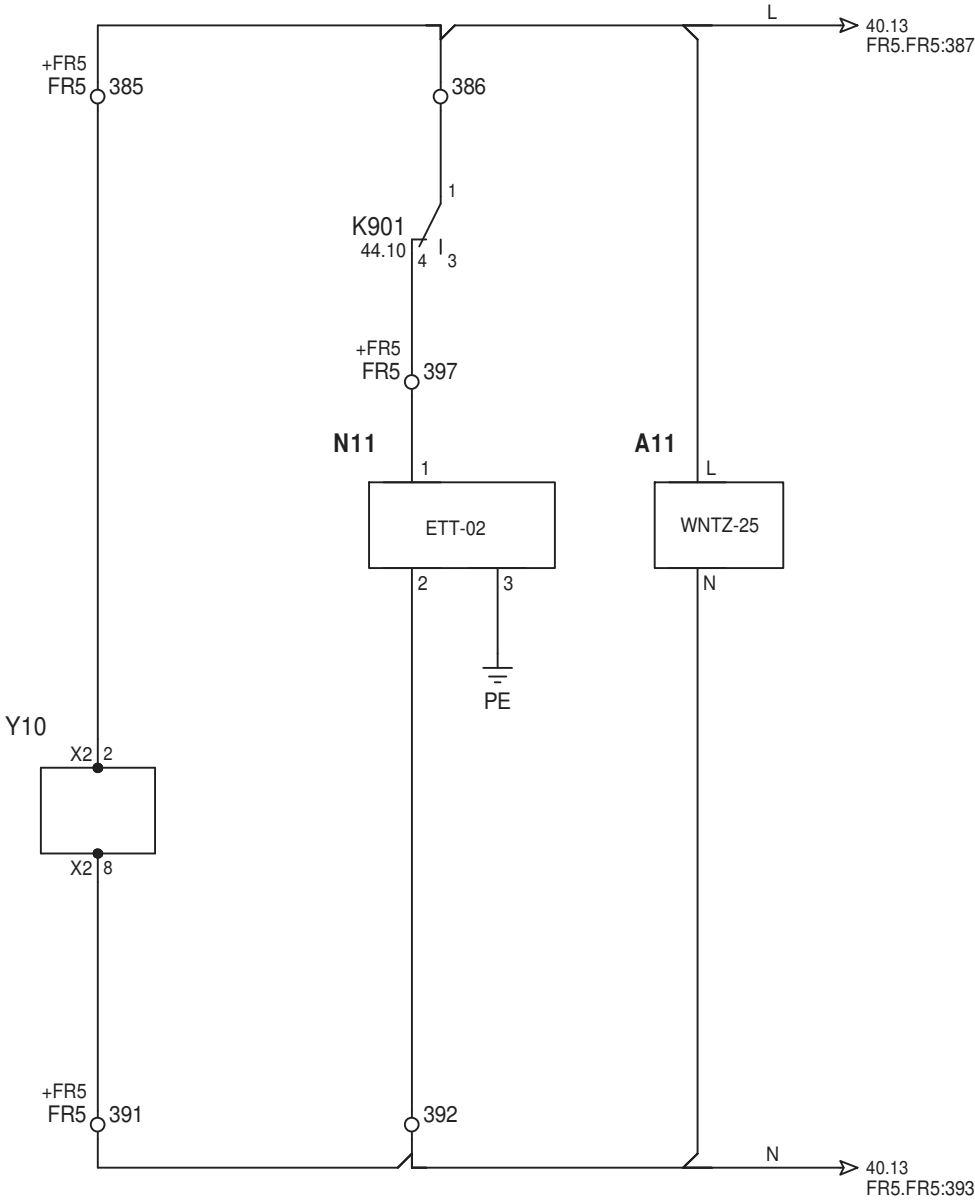 L
40.13
FR5.FR5:387
+FR5
FR5 385
386
1
K901
44.10
4 3
+FR5
FR5 397
N11
A11
1
L
ETT-02
WNTZ-25
2
3
N
PE
Y10
X2 2
X2 8
+FR5
FR5 391
392
N
40.13
FR5.FR5:393